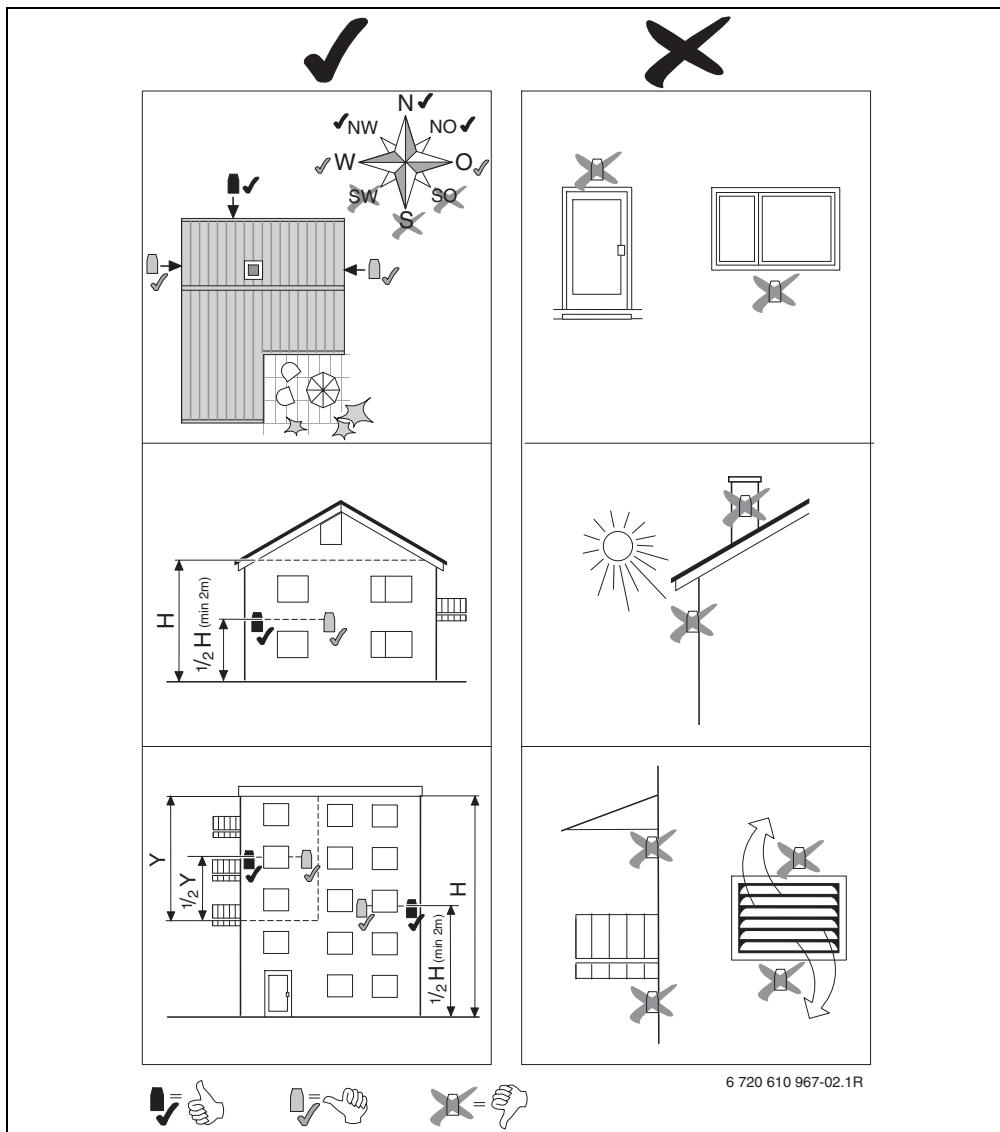 N
NW
NO
W
O
SW
SO
S
H
1/2 H (min 2m)
Y
1/2 Y
H
1/2 H (min 2m)
6 720 610 967-02.1R
=
=
=